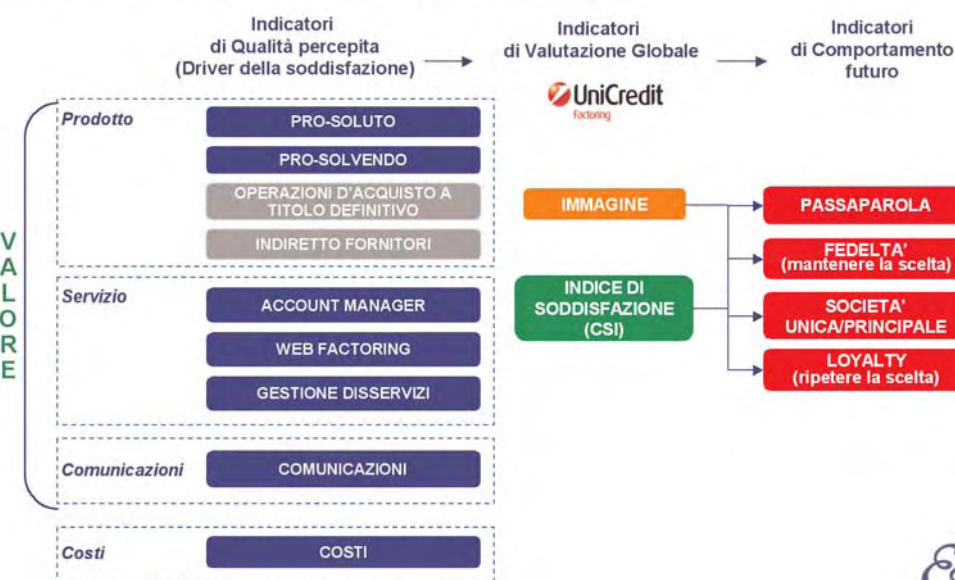 Indicatori
di Qualità percepita
(Driver della soddisfazione)
Indicatori
di Valutazione Globale
Indicatori
di Comportamento
futuro
UniCredit
Factoring
VALORE
Prodotto
PRO-SOLUTO
PRO-SOLVENDO
OPERAZIONI D'ACQUISTO A
TITOLO DEFINITIVO
INDIRETTO FORNITORI
Servizio
ACCOUNT MANAGER
WEB FACTORING
GESTIONE DISSERVIZI
Comunicazioni
COMUNICAZIONI
Costi
COSTI
IMMAGINE
INDICE DI
SODDISFAZIONE
(CSI)
PASSAPAROLA
FEDELTA'
(mantenere la scelta)
SOCIETA'
UNICA/PRINCIPALE
LOYALTY
(ripetere la scelta)